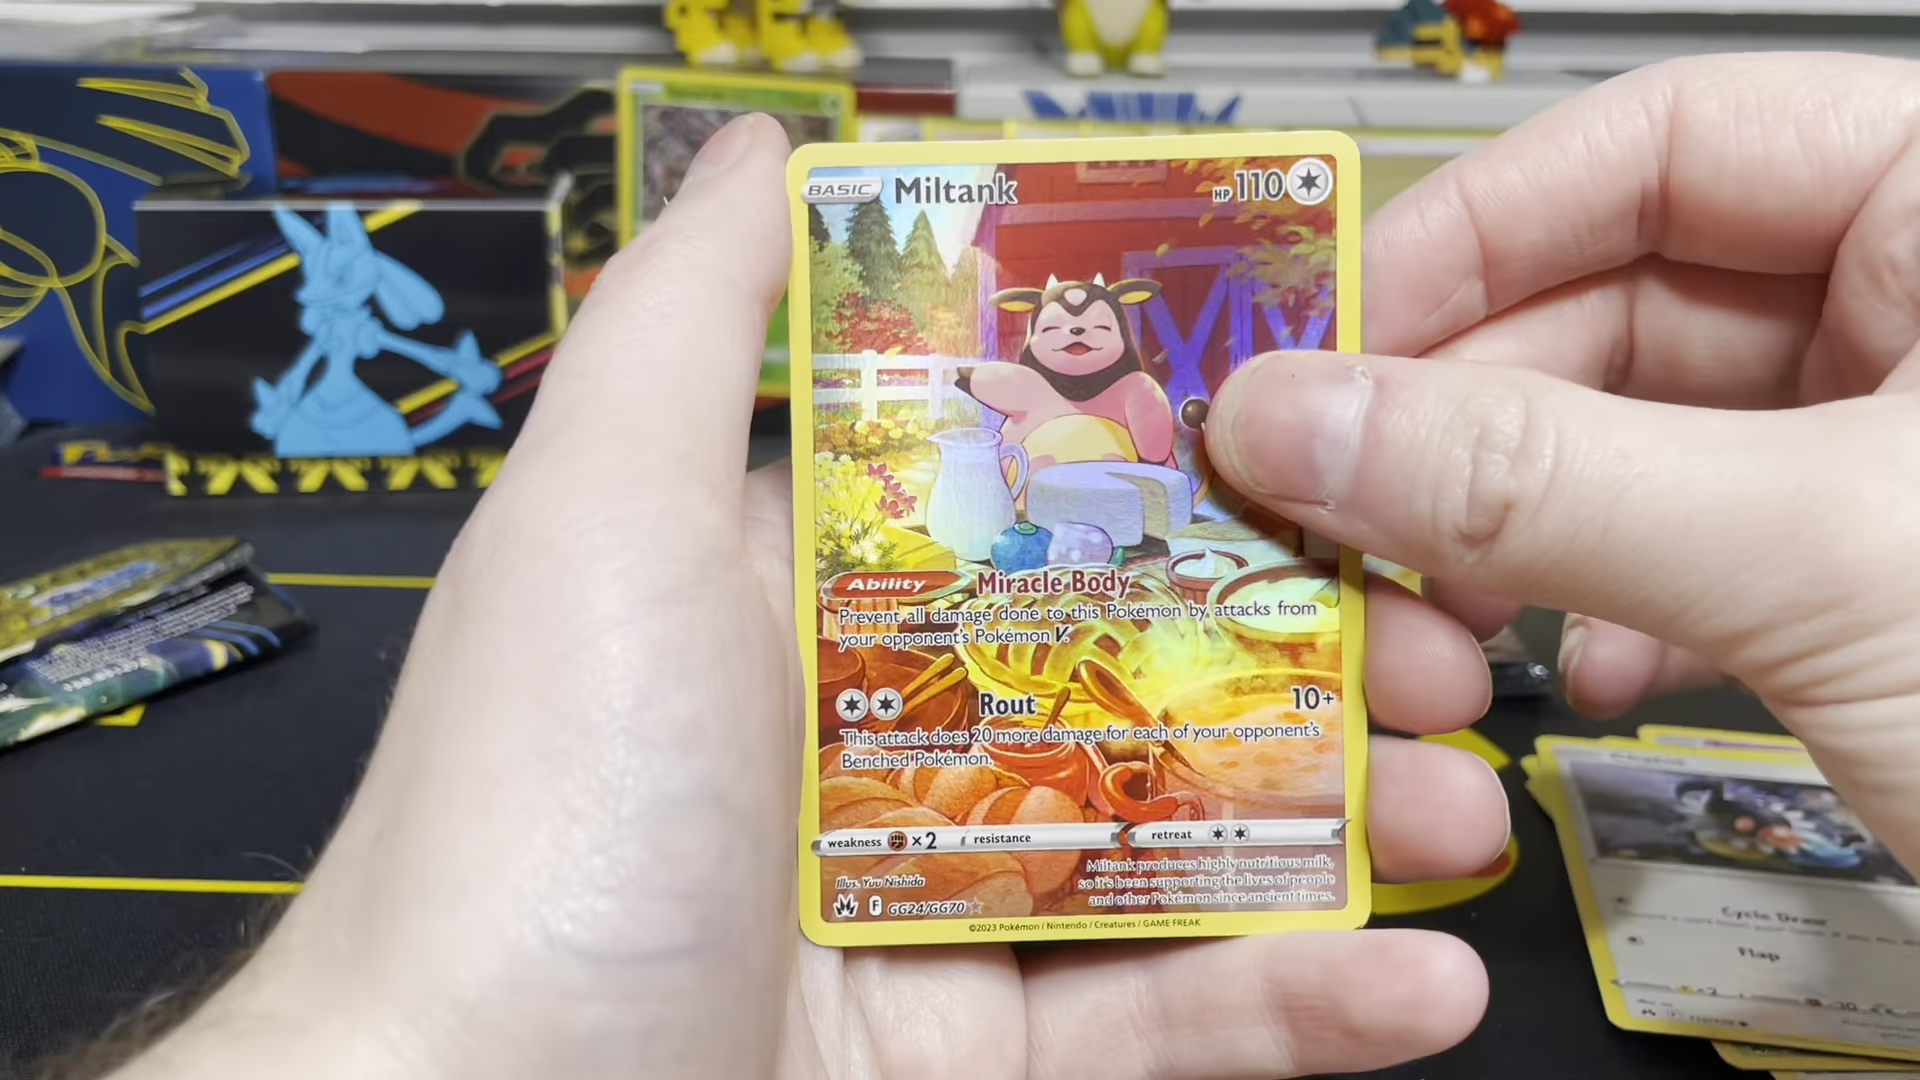 BASIC Miltank HP 110
Ability Miracle Body
Prevent all damage done to this Pokémon by attacks from
your opponent's Pokémon V.
Rout 10+
This attack does 20 more damage for each of your opponent's
Benched Pokémon.
weakness ×2 resistance retreat
Miltank produces highly nutritious milk,
so it's been supporting the lives of people
and other Pokémon since ancient times.
Illus. Yuu Nishida
F GG24/GG70
©2023 Pokémon / Nintendo / Creatures / GAME FREAK
Cycle Draw
Flap